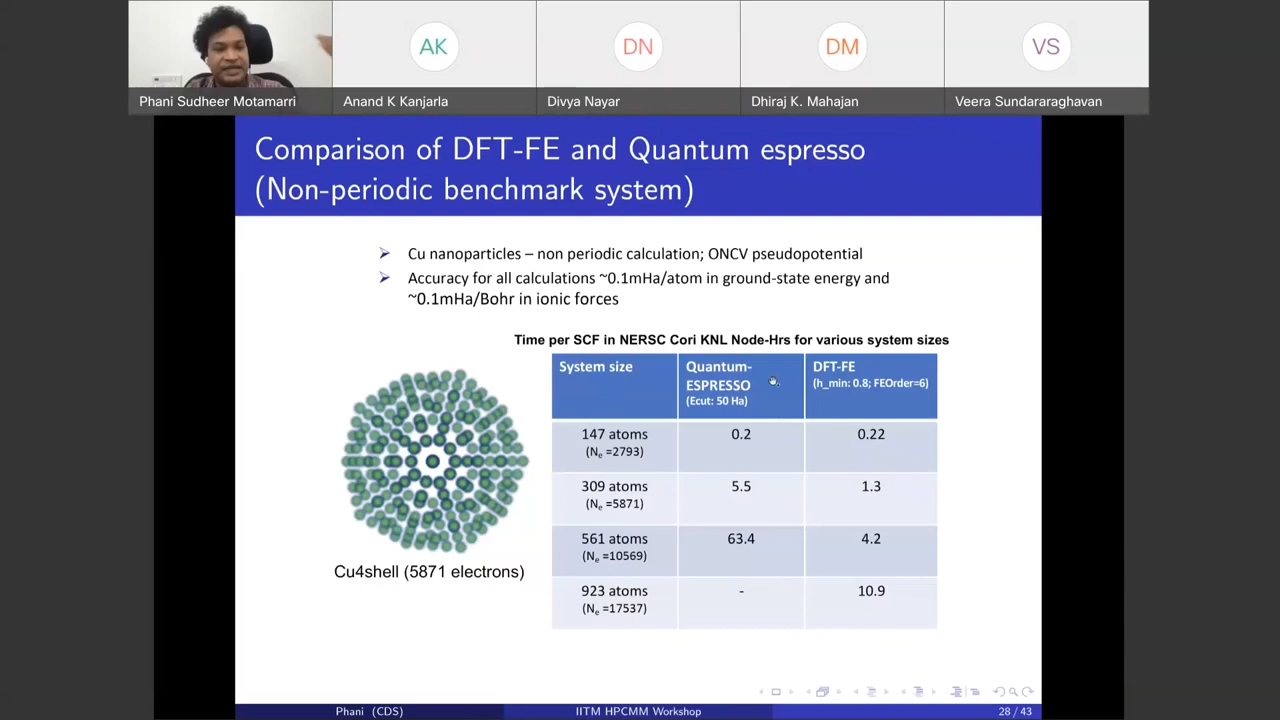 AK
DN
DM
VS
Phani Sudheer Motamarri
Anand K Kanjarla
Divya Nayar
Dhiraj K. Mahajan
Veera Sundararaghavan
Comparison of DFT-FE and Quantum espresso
(Non-periodic benchmark system)
Cu nanoparticles – non periodic calculation; ONCV pseudopotential
Accuracy for all calculations ~0.1mHa/atom in ground-state energy and
~0.1mHa/Bohr in ionic forces
Time per SCF in NERSC Cori KNL Node-Hrs for various system sizes
System size
Quantum-
ESPRESSO
(Ecut: 50 Ha)
DFT-FE
(h_min: 0.8; FEOrder=6)
147 atoms
(Ne =2793)
0.2
0.22
309 atoms
(Ne =5871)
5.5
1.3
561 atoms
(Ne =10569)
63.4
4.2
923 atoms
(Ne =17537)
-
10.9
Cu4shell (5871 electrons)
Phani (CDS)
IITM HPCMM Workshop
28 / 43